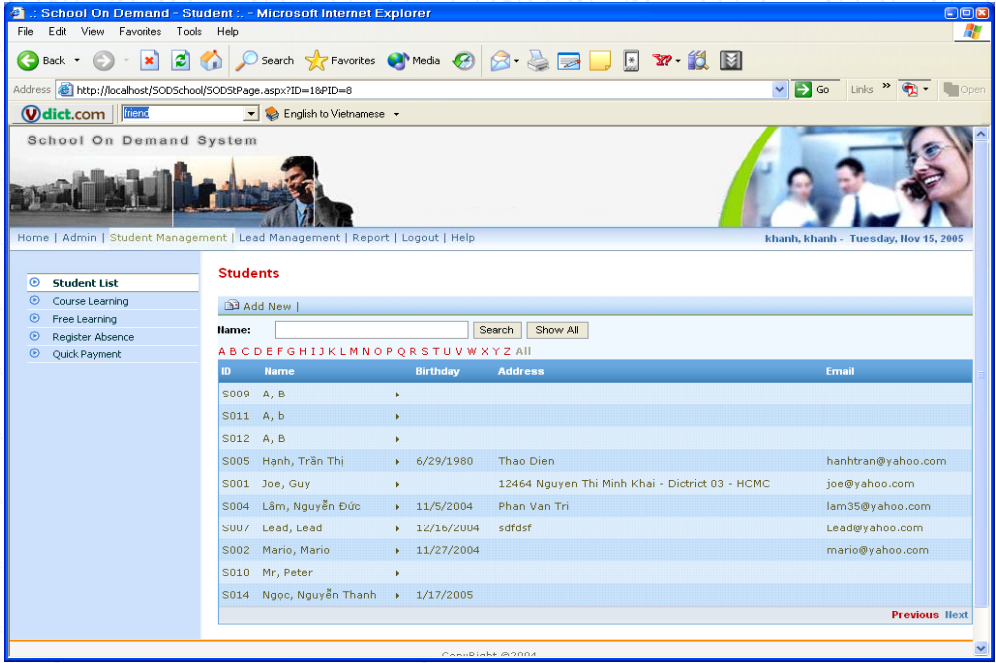 .: School On Demand - Student :. - Microsoft Internet Explorer
File Edit View Favorites Tools Help
Back Search Favorites Media
Address http://localhost/SODSchool/SODStPage.aspx?ID=1&PID=8 Go Links Open
Vdict.com friend English to Vietnamese
School On Demand System
Home | Admin | Student Management | Lead Management | Report | Logout | Help khanh, khanh - Tuesday, Nov 15, 2005
Students
Student List
Course Learning
Free Learning
Register Absence
Quick Payment
Add New |
Name: Search Show All
A B C D E F G H I J K L M N O P Q R S T U V W X Y Z All
ID Name Birthday Address Email
S009 A, B
S011 A, b
S012 A, B
S005 Hạnh, Trần Thị 6/29/1980 Thao Dien hanhtran@yahoo.com
S001 Joe, Guy 12464 Nguyen Thi Minh Khai - Dictrict 03 - HCMC joe@yahoo.com
S004 Lâm, Nguyễn Đức 11/5/2004 Phan Van Tri lam35@yahoo.com
S007 Lead, Lead 12/16/2004 sdfdsf Lead@yahoo.com
S002 Mario, Mario 11/27/2004 mario@yahoo.com
S010 Mr, Peter
S014 Ngọc, Nguyễn Thanh 1/17/2005
Previous Next
CopyRight @2004